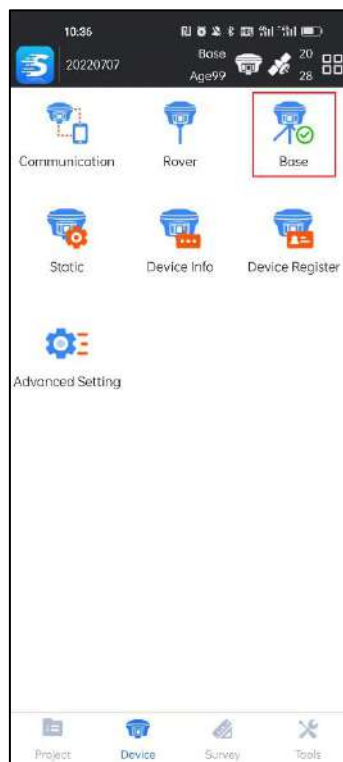 10:36
20220707
Base
Age99
20
28
Communication
Rover
Base
Static
Device Info
Device Register
Advanced Setting
Project
Device
Survey
Tools